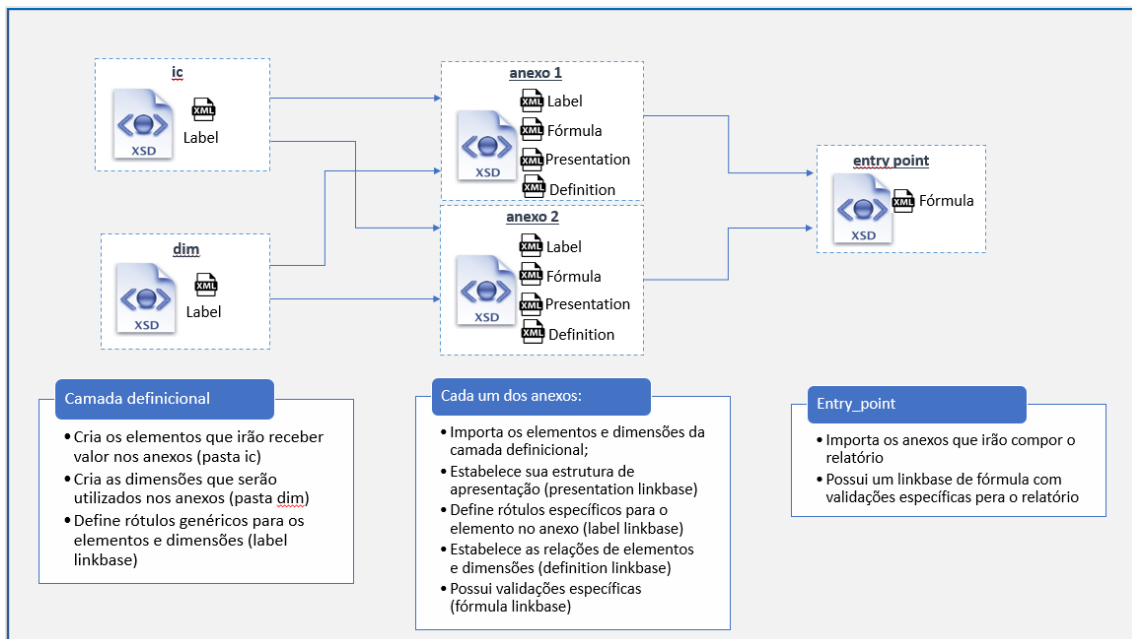 ic
XML
Label
XSD
anexo 1
XML Label
XML Fórmula
XML Presentation
XML Definition
XSD
entry point
XML Fórmula
XSD
dim
XML
Label
XSD
anexo 2
XML Label
XML Fórmula
XML Presentation
XML Definition
XSD
Camada definicional
• Cria os elementos que irão receber
valor nos anexos (pasta ic)
• Cria as dimensões que serão
utilizados nos anexos (pasta dim)
• Define rótulos genéricos para os
elementos e dimensões (label
linkbase)
Cada um dos anexos:
• Importa os elementos e dimensões da
camada definicional;
• Estabelece sua estrutura de
apresentação (presentation linkbase)
• Define rótulos específicos para o
elemento no anexo (label linkbase)
• Estabelece as relações de elementos
e dimensões (definition linkbase)
• Possui validações específicas
(fórmula linkbase)
Entry_point
• Importa os anexos que irão compor o
relatório
• Possui um linkbase de fórmula com
validações específicas pera o relatório